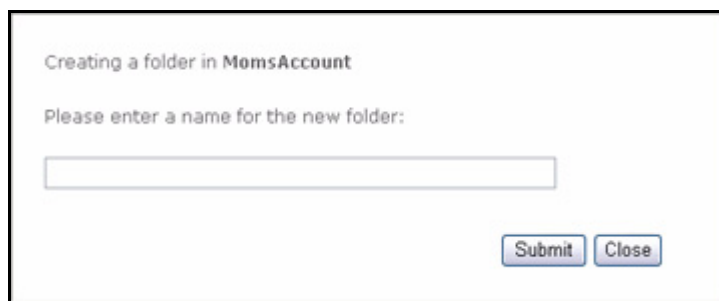 Creating a folder in MomsAccount
Please enter a name for the new folder:
Submit Close